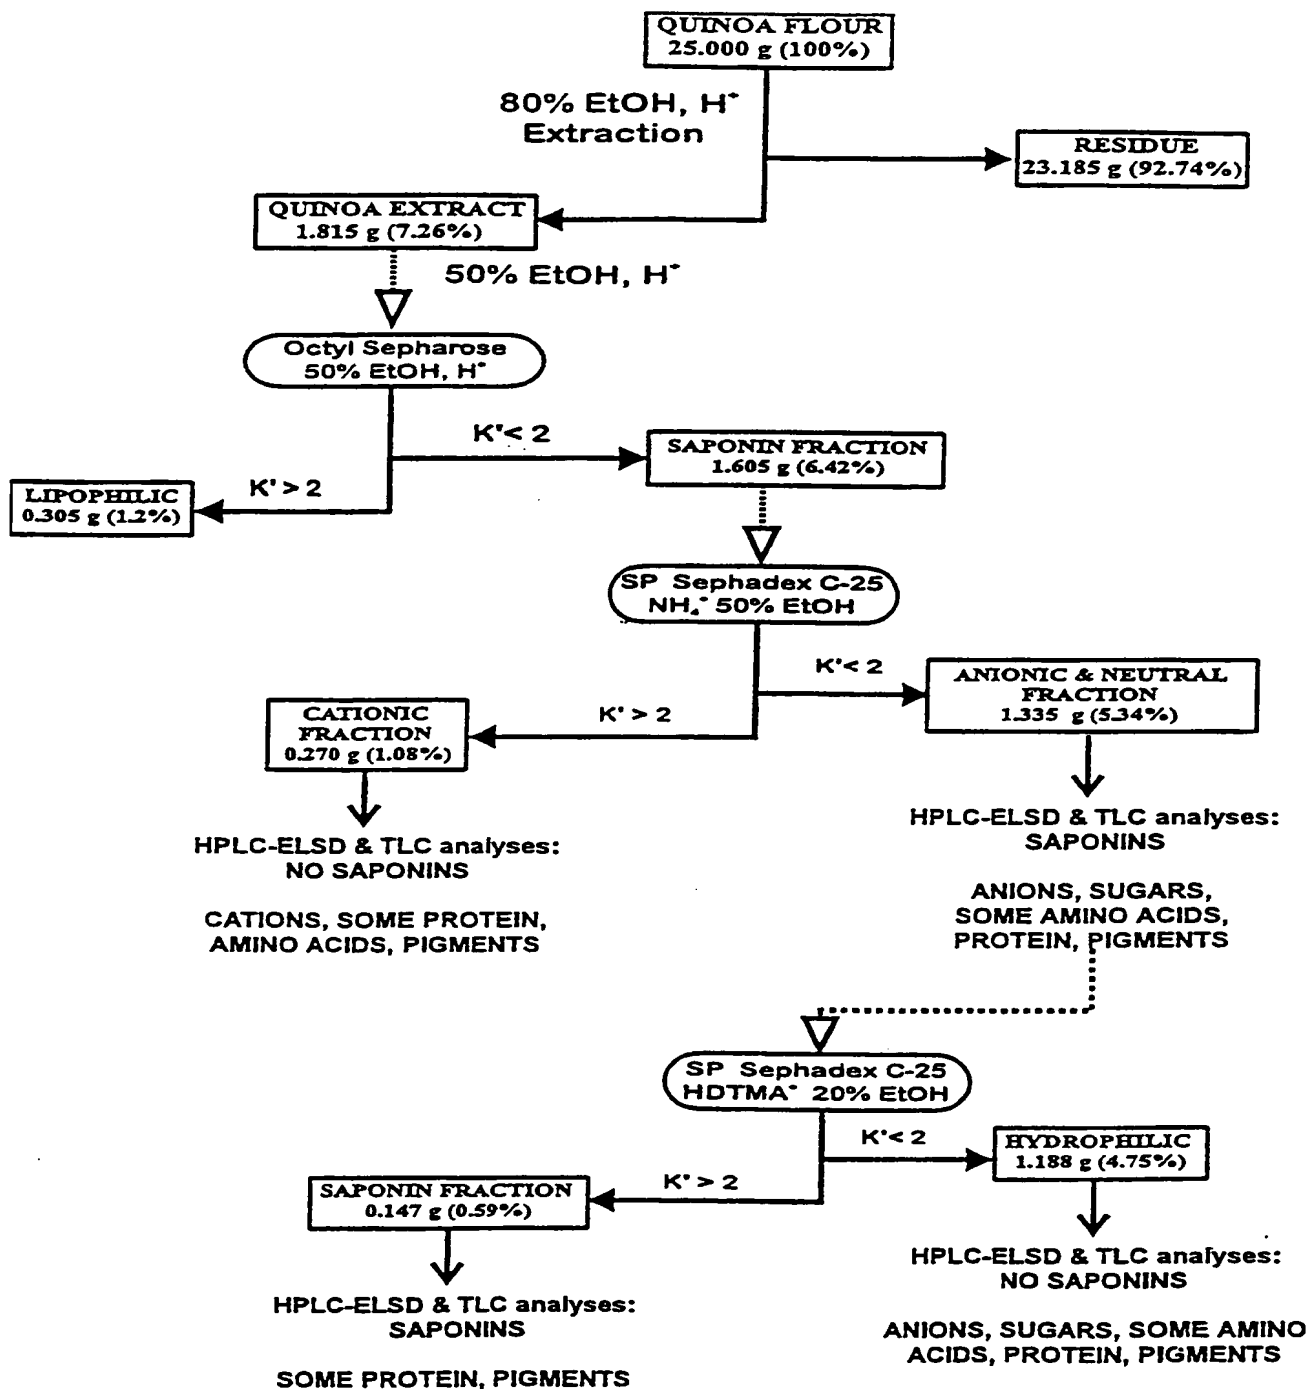 QUINOA FLOUR
25.000 g (100%)
80% EtOH, H⁺
Extraction
RESIDUE
23.185 g (92.74%)
QUINOA EXTRACT
1.815 g (7.26%)
50% EtOH, H⁺
Octyl Sepharose
50% EtOH, H⁺
K'< 2
SAPONIN FRACTION
1.605 g (6.42%)
K' > 2
LIPOPHILIC
0.305 g (1.2%)
SP Sephadex C-25
NH₄⁺ 50% EtOH
K'< 2
ANIONIC & NEUTRAL
FRACTION
1.335 g (5.34%)
K' > 2
CATIONIC
FRACTION
0.270 g (1.08%)
HPLC-ELSD & TLC analyses:
NO SAPONINS
CATIONS, SOME PROTEIN,
AMINO ACIDS, PIGMENTS
HPLC-ELSD & TLC analyses:
SAPONINS
ANIONS, SUGARS,
SOME AMINO ACIDS,
PROTEIN, PIGMENTS
SP Sephadex C-25
HDTMA⁺ 20% EtOH
K'< 2
HYDROPHILIC
1.188 g (4.75%)
K' > 2
SAPONIN FRACTION
0.147 g (0.59%)
HPLC-ELSD & TLC analyses:
SAPONINS
SOME PROTEIN, PIGMENTS
HPLC-ELSD & TLC analyses:
NO SAPONINS
ANIONS, SUGARS, SOME AMINO
ACIDS, PROTEIN, PIGMENTS